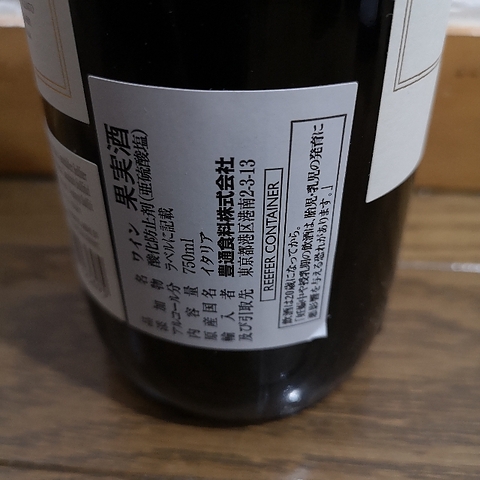 品名 ワイン 果実酒
添加物 酸化防止剤(亜硫酸塩)
アルコール分 ラベルに記載
内容量 750ml
原産国名 イタリア
輸入者 豊通食料株式会社
及び引取先 東京都港区港南2-3-13
REEFER CONTAINER
飲酒は20歳になってから。
「妊娠中や授乳期の飲酒は、胎児・乳児の発育に
悪影響を与える恐れがあります。」